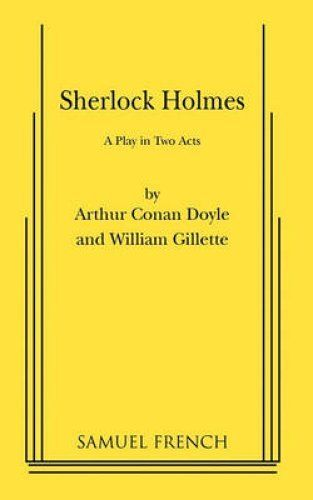 Sherlock Holmes
A Play in Two Acts
by
Arthur Conan Doyle
and William Gillette
SAMUEL FRENCH